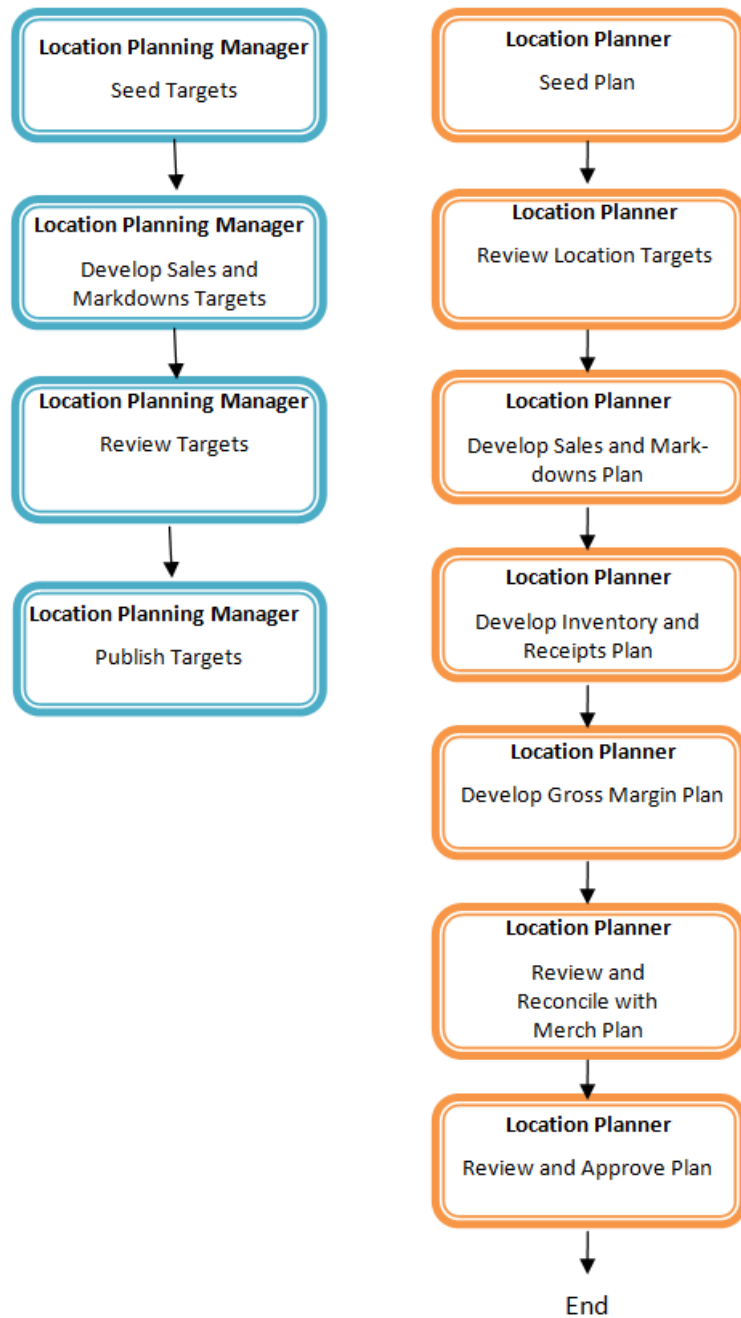 Location Planning Manager
Seed Targets
Location Planning Manager
Develop Sales and
Markdowns Targets
Location Planning Manager
Review Targets
Location Planning Manager
Publish Targets
Location Planner
Seed Plan
Location Planner
Review Location Targets
Location Planner
Develop Sales and Mark-
downs Plan
Location Planner
Develop Inventory and
Receipts Plan
Location Planner
Develop Gross Margin Plan
Location Planner
Review and
Reconcile with
Merch Plan
Location Planner
Review and Approve Plan
End